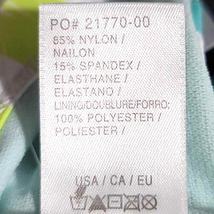 PO# 21770-00
85% NYLON /
NAILON
15% SPANDEX /
ELASTHANE /
ELASTANO /
LINING/DOUBLURE/FORRO:
100% POLYESTER /
POLIESTER /
USA / CA / EU